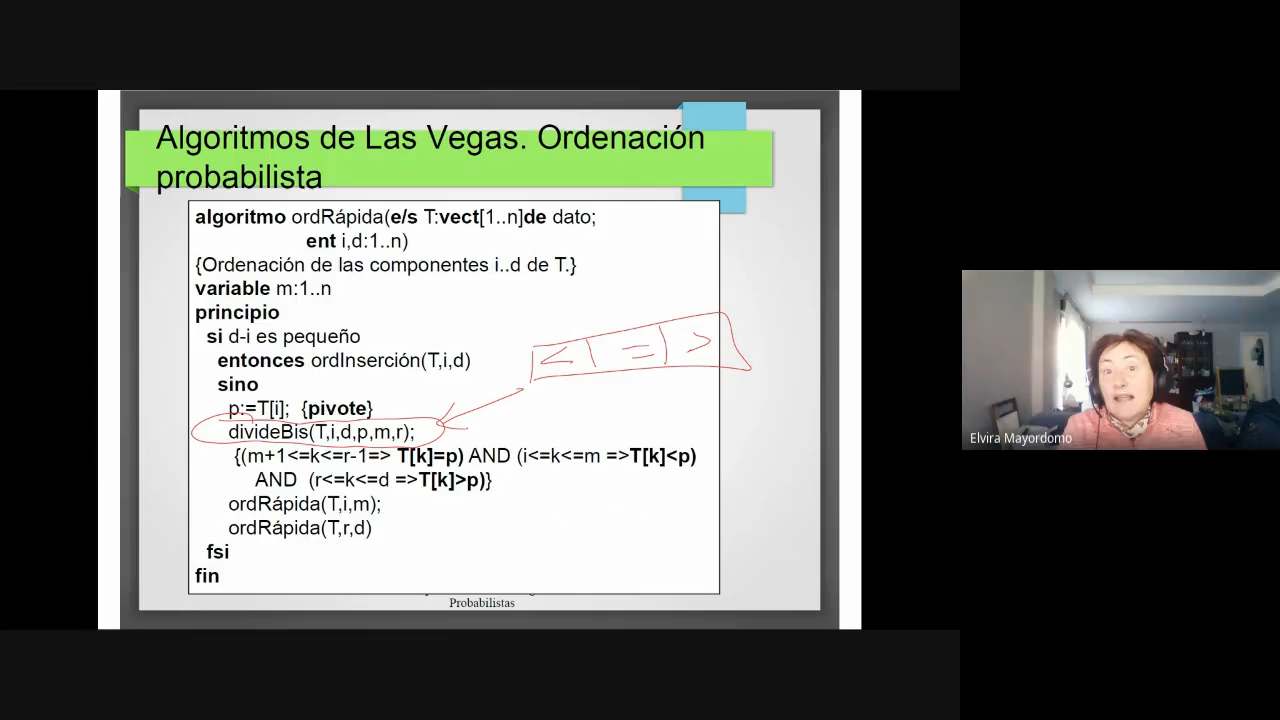 Algoritmos de Las Vegas. Ordenación
probabilista
algoritmo ordRápida(e/s T:vect[1..n]de dato;
ent i,d:1..n)
{Ordenación de las componentes i..d de T.}
variable m:1..n
principio
si d-i es pequeño
entonces ordInserción(T,i,d)
sino
< | = | >
p:=T[i]; {pivote}
divideBis(T,i,d,p,m,r);
{(m+1<=k<=r-1=> T[k]=p) AND (i<=k<=m =>T[k]<p)
AND (r<=k<=d =>T[k]>p)}
ordRápida(T,i,m);
ordRápida(T,r,d)
fsi
fin
Probabilistas
Elvira Mayordomo